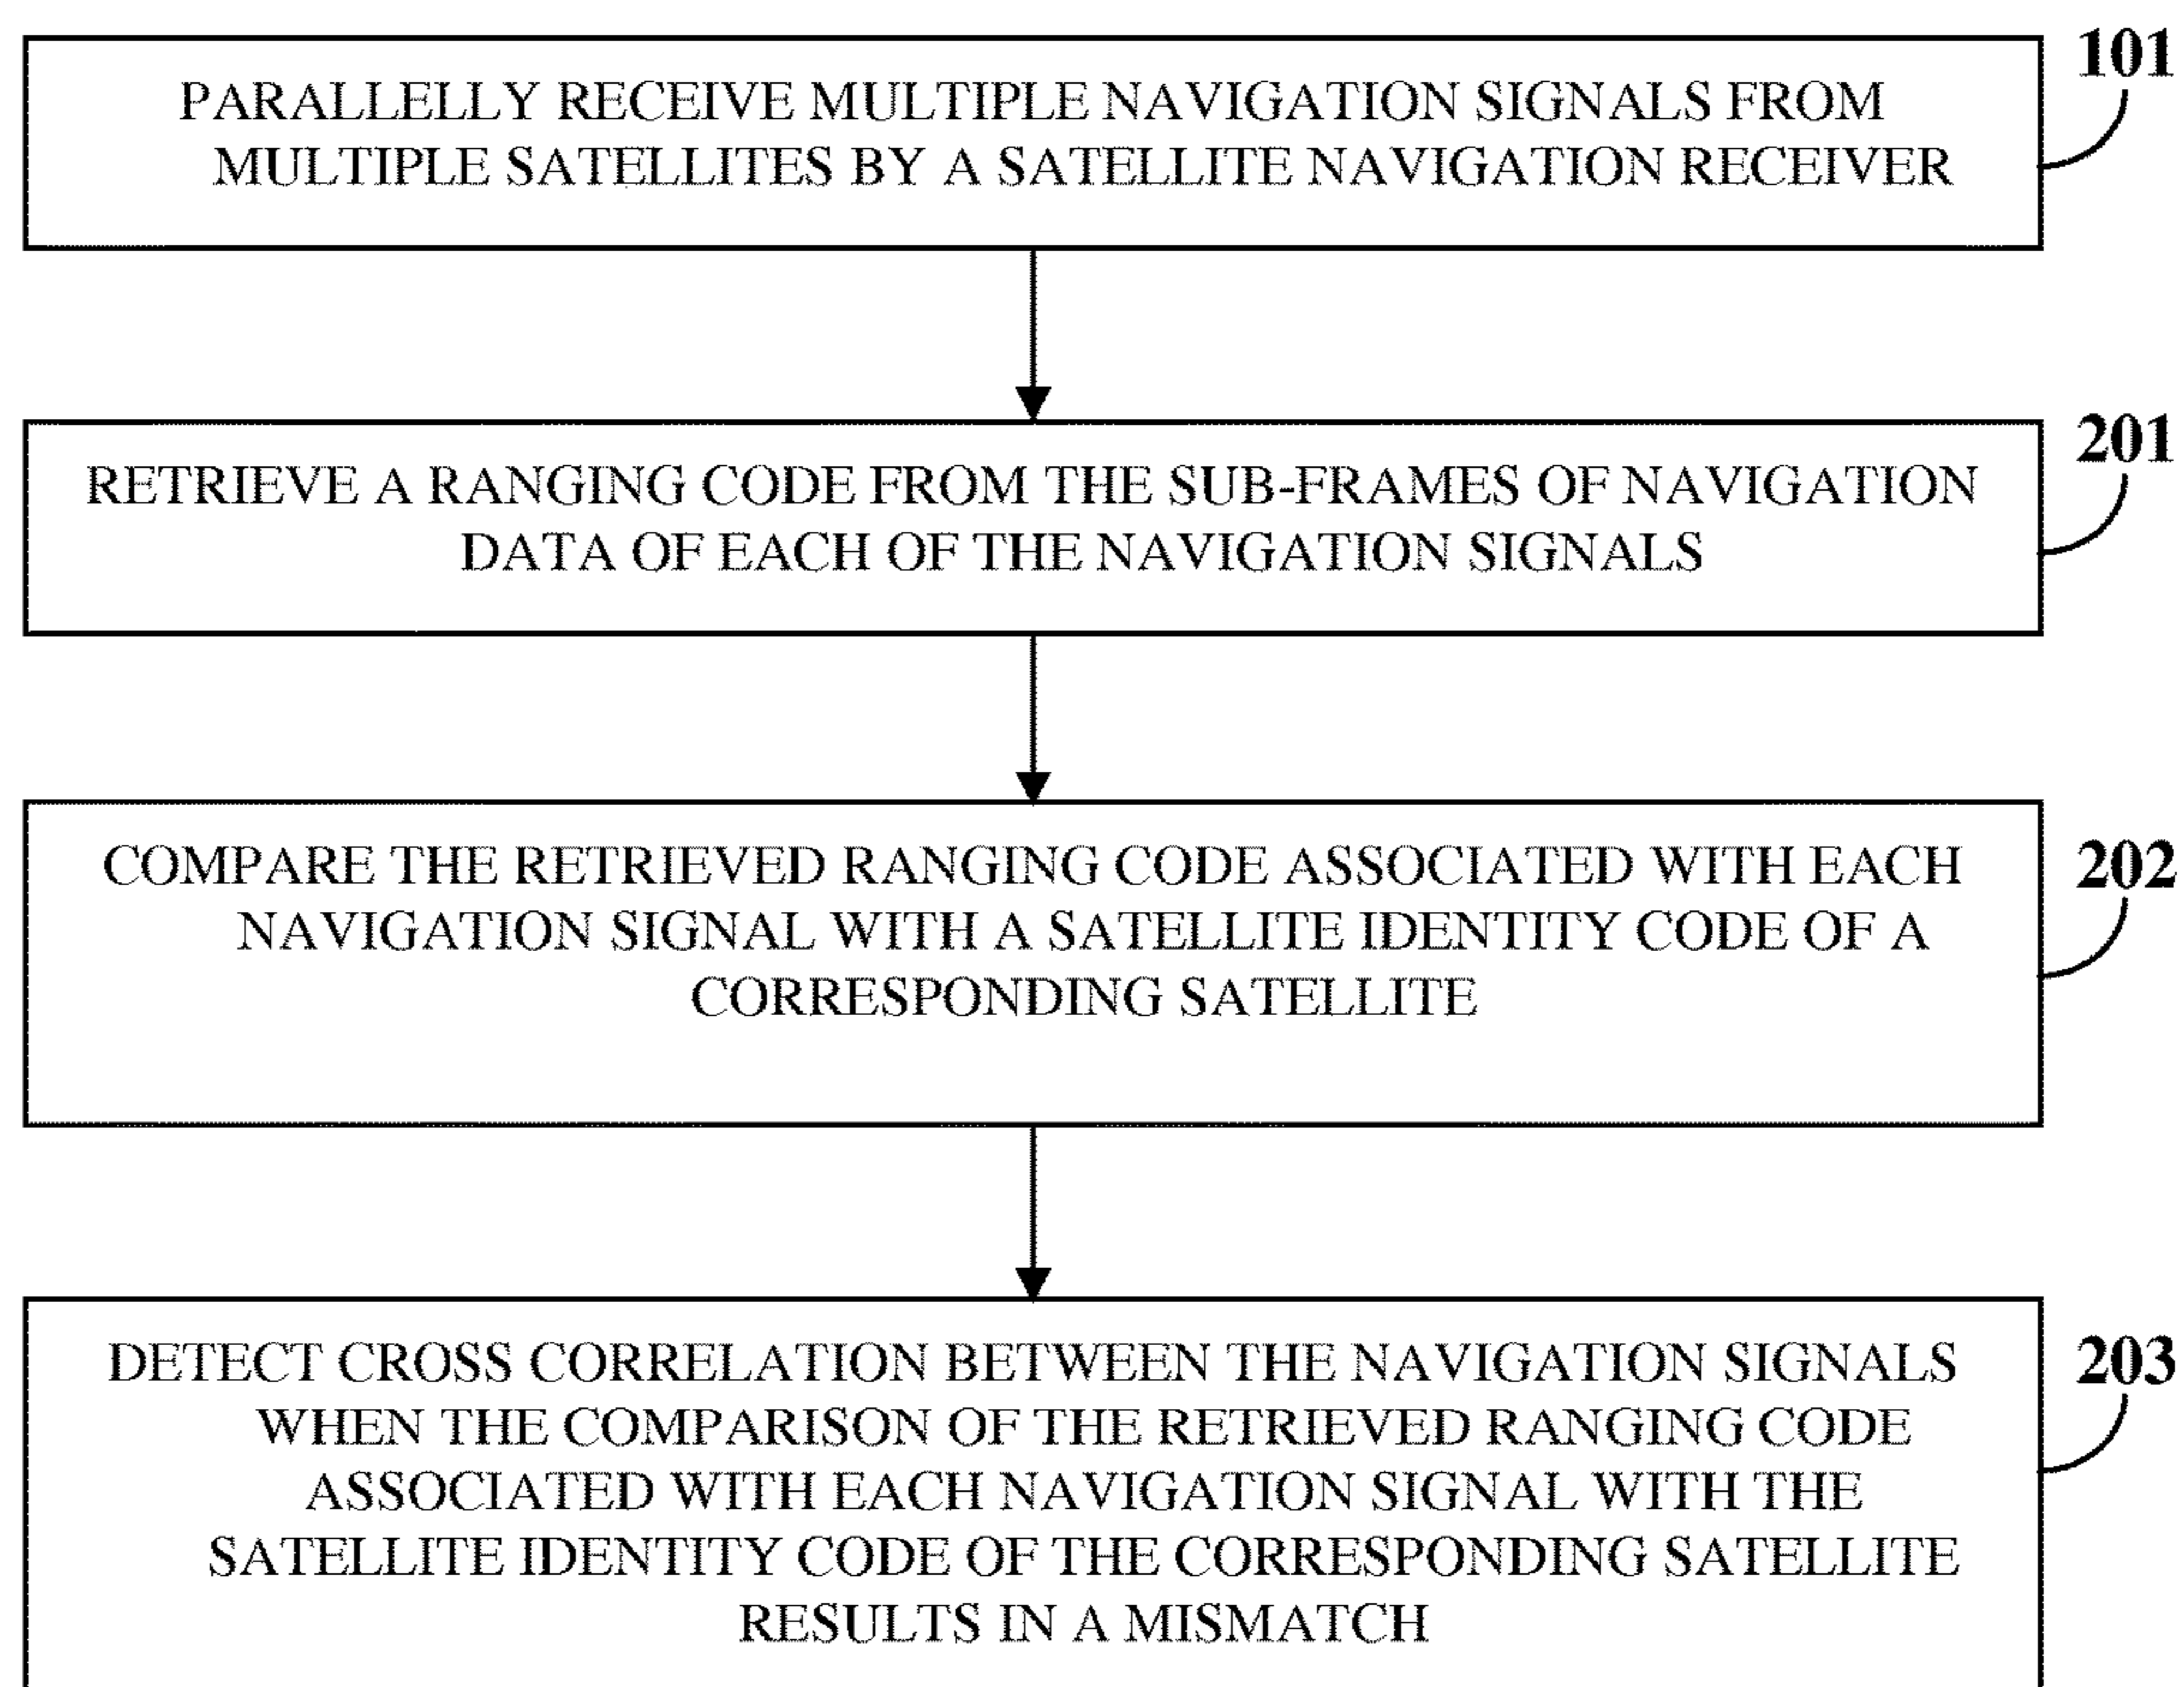 101
PARALLELLY RECEIVE MULTIPLE NAVIGATION SIGNALS FROM
MULTIPLE SATELLITES BY A SATELLITE NAVIGATION RECEIVER
201
RETRIEVE A RANGING CODE FROM THE SUB-FRAMES OF NAVIGATION
DATA OF EACH OF THE NAVIGATION SIGNALS
202
COMPARE THE RETRIEVED RANGING CODE ASSOCIATED WITH EACH
NAVIGATION SIGNAL WITH A SATELLITE IDENTITY CODE OF A
CORRESPONDING SATELLITE
203
DETECT CROSS CORRELATION BETWEEN THE NAVIGATION SIGNALS
WHEN THE COMPARISON OF THE RETRIEVED RANGING CODE
ASSOCIATED WITH EACH NAVIGATION SIGNAL WITH THE
SATELLITE IDENTITY CODE OF THE CORRESPONDING SATELLITE
RESULTS IN A MISMATCH